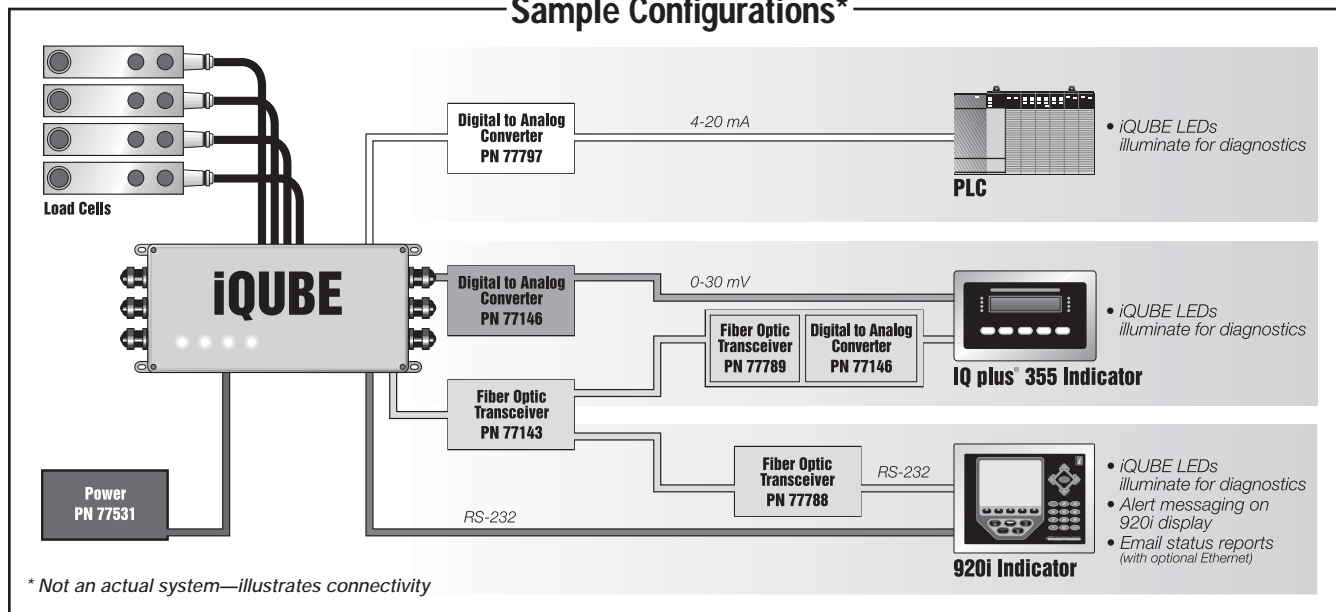 Sample Configurations*
Load Cells
Digital to Analog
Converter
PN 77797
4-20 mA
PLC
• iQUBE LEDs
illuminate for diagnostics
iQUBE
Digital to Analog
Converter
PN 77146
0-30 mV
Fiber Optic
Transceiver
PN 77789
Digital to Analog
Converter
PN 77146
IQ plus® 355 Indicator
• iQUBE LEDs
illuminate for diagnostics
Fiber Optic
Transceiver
PN 77143
Fiber Optic
Transceiver
PN 77788
RS-232
Power
PN 77531
RS-232
920i Indicator
• iQUBE LEDs
illuminate for diagnostics
• Alert messaging on
920i display
• Email status reports
(with optional Ethernet)
* Not an actual system—illustrates connectivity